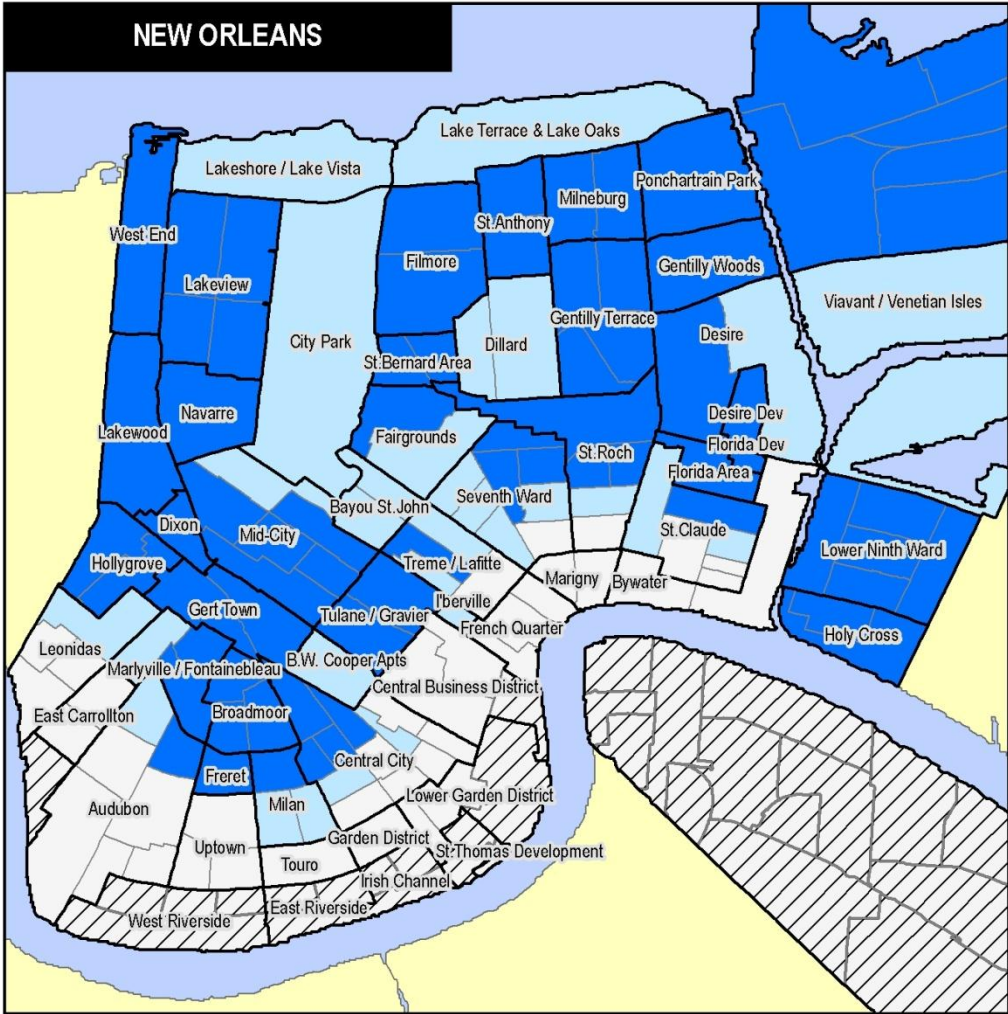 NEW ORLEANS
Lake Terrace & Lake Oaks
Lakeshore / Lake Vista
Ponchartrain Park
Milneburg
St.Anthony
West End
Filmore
Gentilly Woods
Lakeview
Viavant / Venetian Isles
Gentilly Terrace
Desire
City Park
Dillard
St.Bernard Area
Navarre
Desire Dev
Lakewood
Fairgrounds
Florida Dev
St.Roch
Florida Area
Seventh Ward
Bayou St.John
Dixon
Mid-City
St.Claude
Lower Ninth Ward
Hollygrove
Treme / Lafitte
Marigny
Bywater
I'berville
Gert Town
Tulane / Gravier
French Quarter
Holy Cross
Leonidas
B.W. Cooper Apts
Marlyville / Fontainebleau
Central Business District
East Carrollton
Broadmoor
Central City
Freret
Lower Garden District
Audubon
Milan
Garden District
Uptown
St.Thomas Development
Touro
Irish Channel
East Riverside
West Riverside